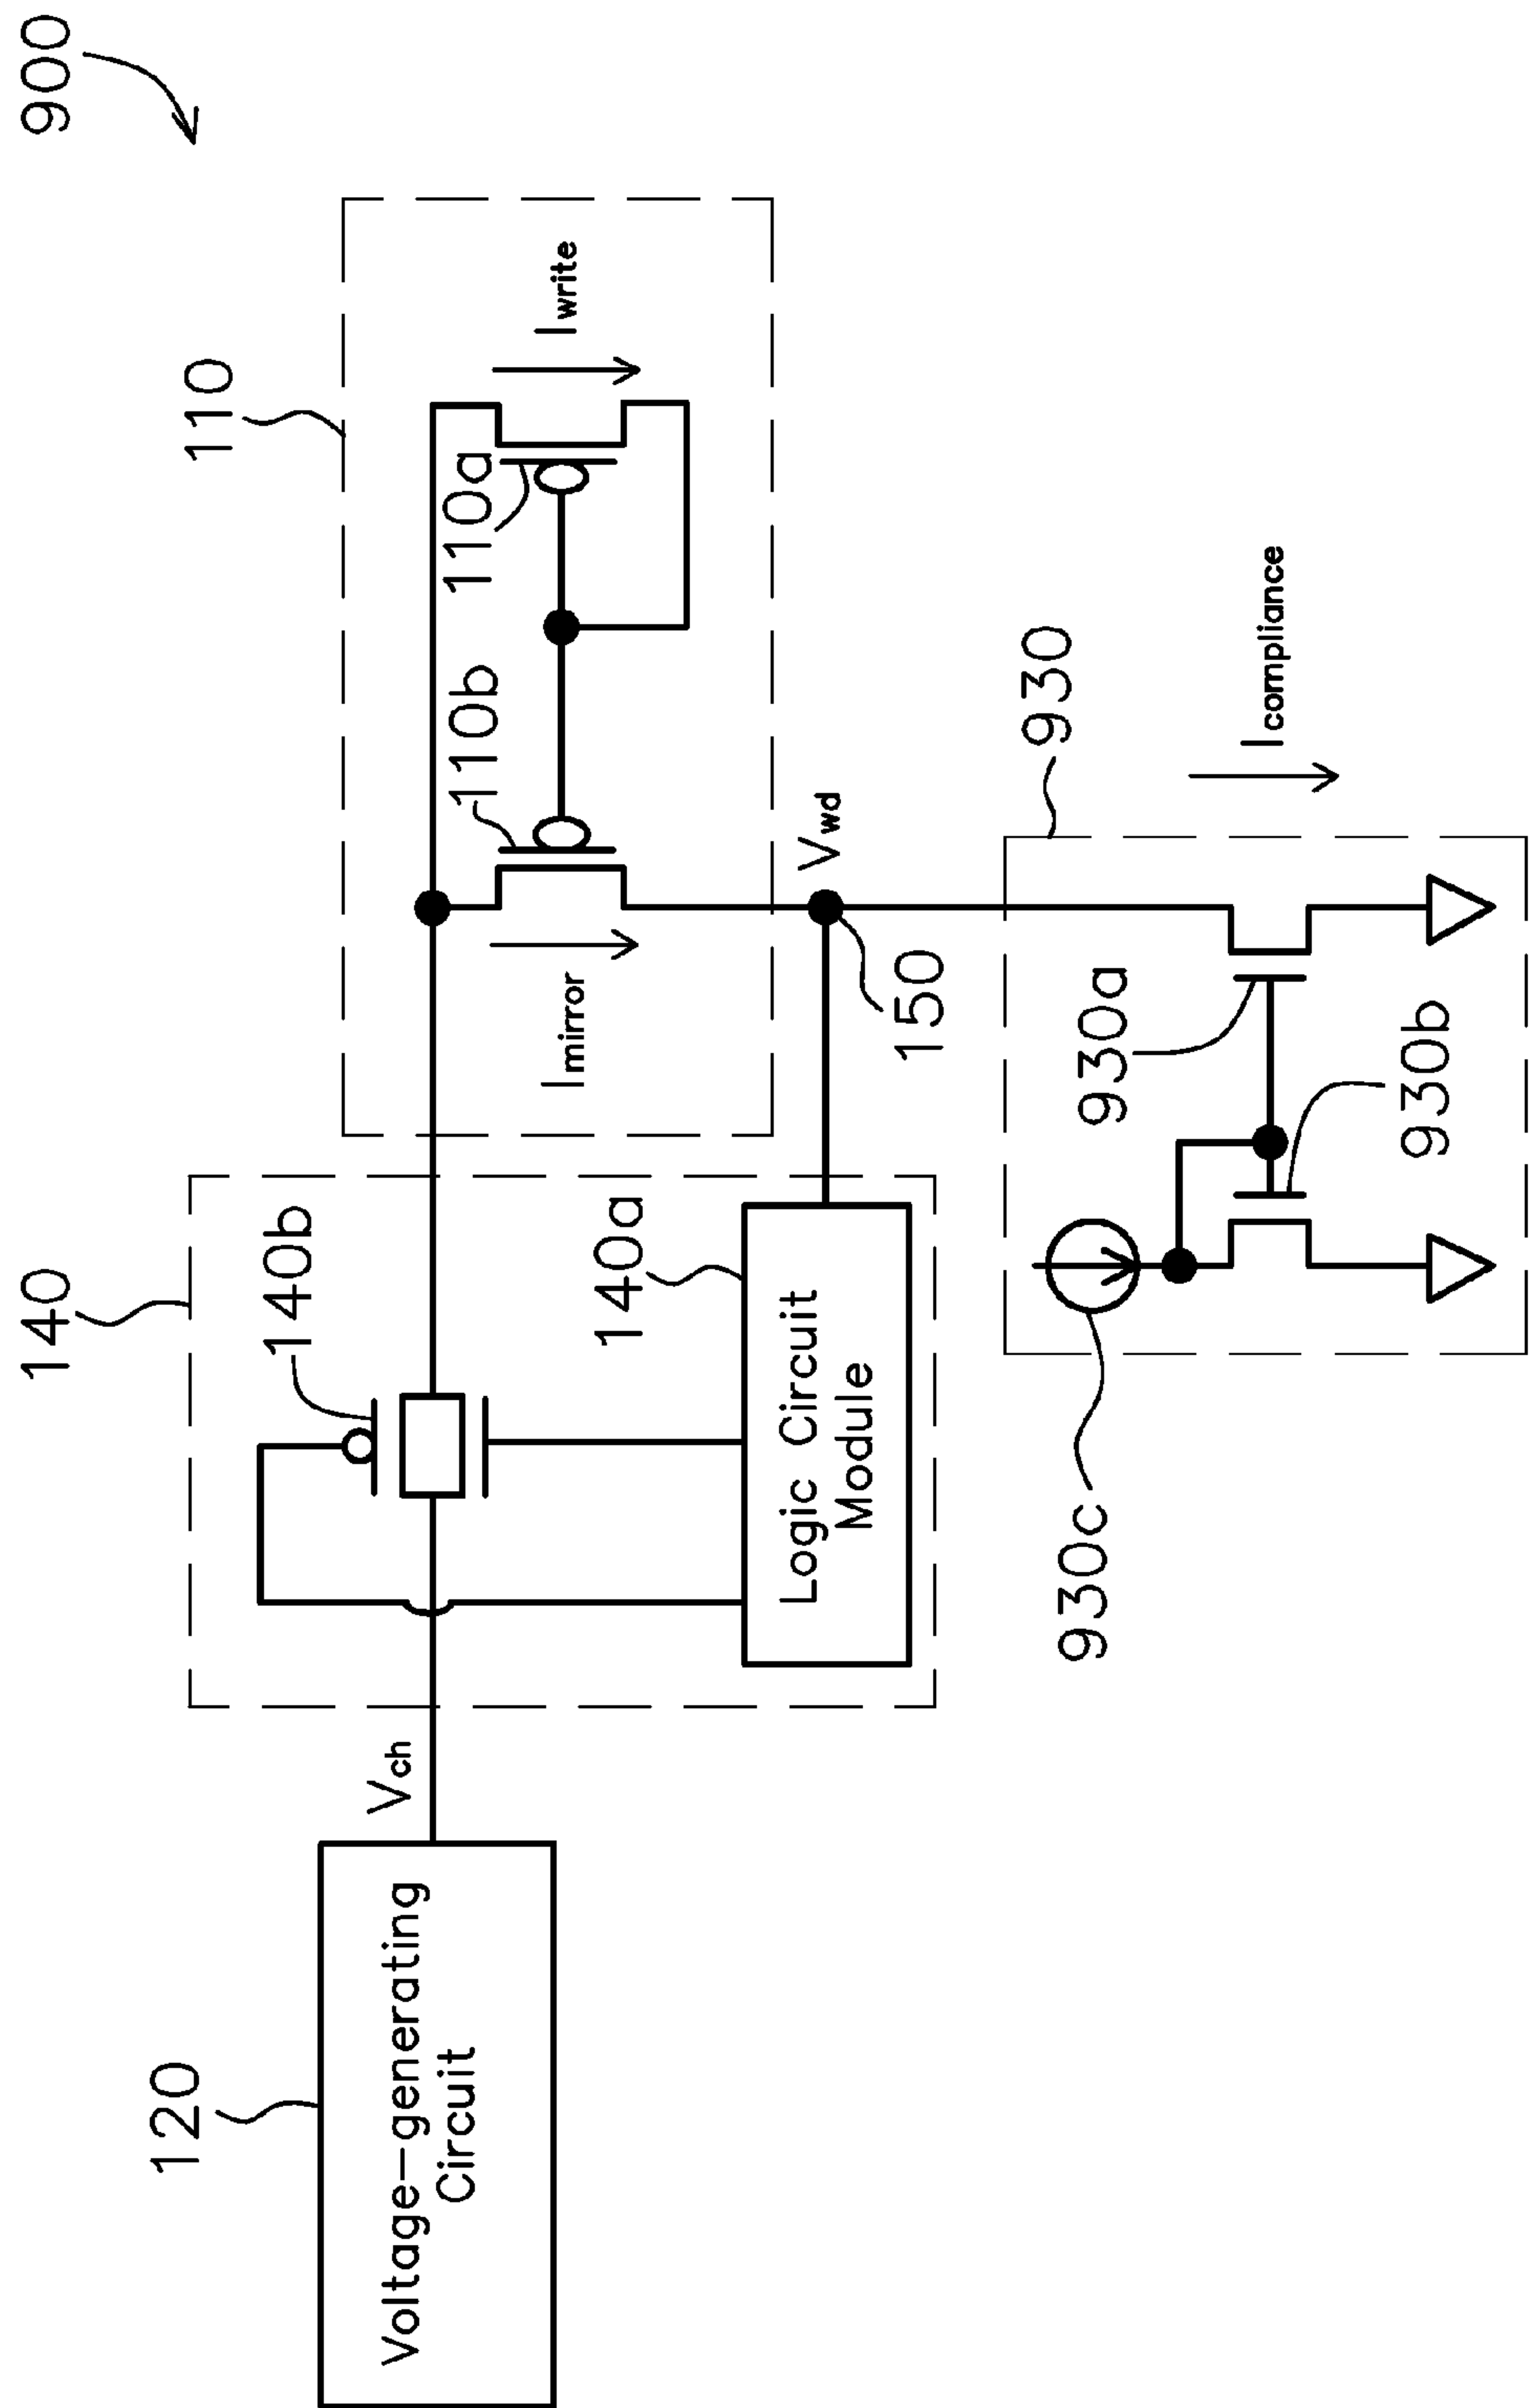 900
110
140
120
140b
110b
110a
Vch
Imirror
Iwrite
140a
Voltage-generating
Circuit
Logic Circuit
Module
Vwd
150
930
930c
930a
930b
Icompliance